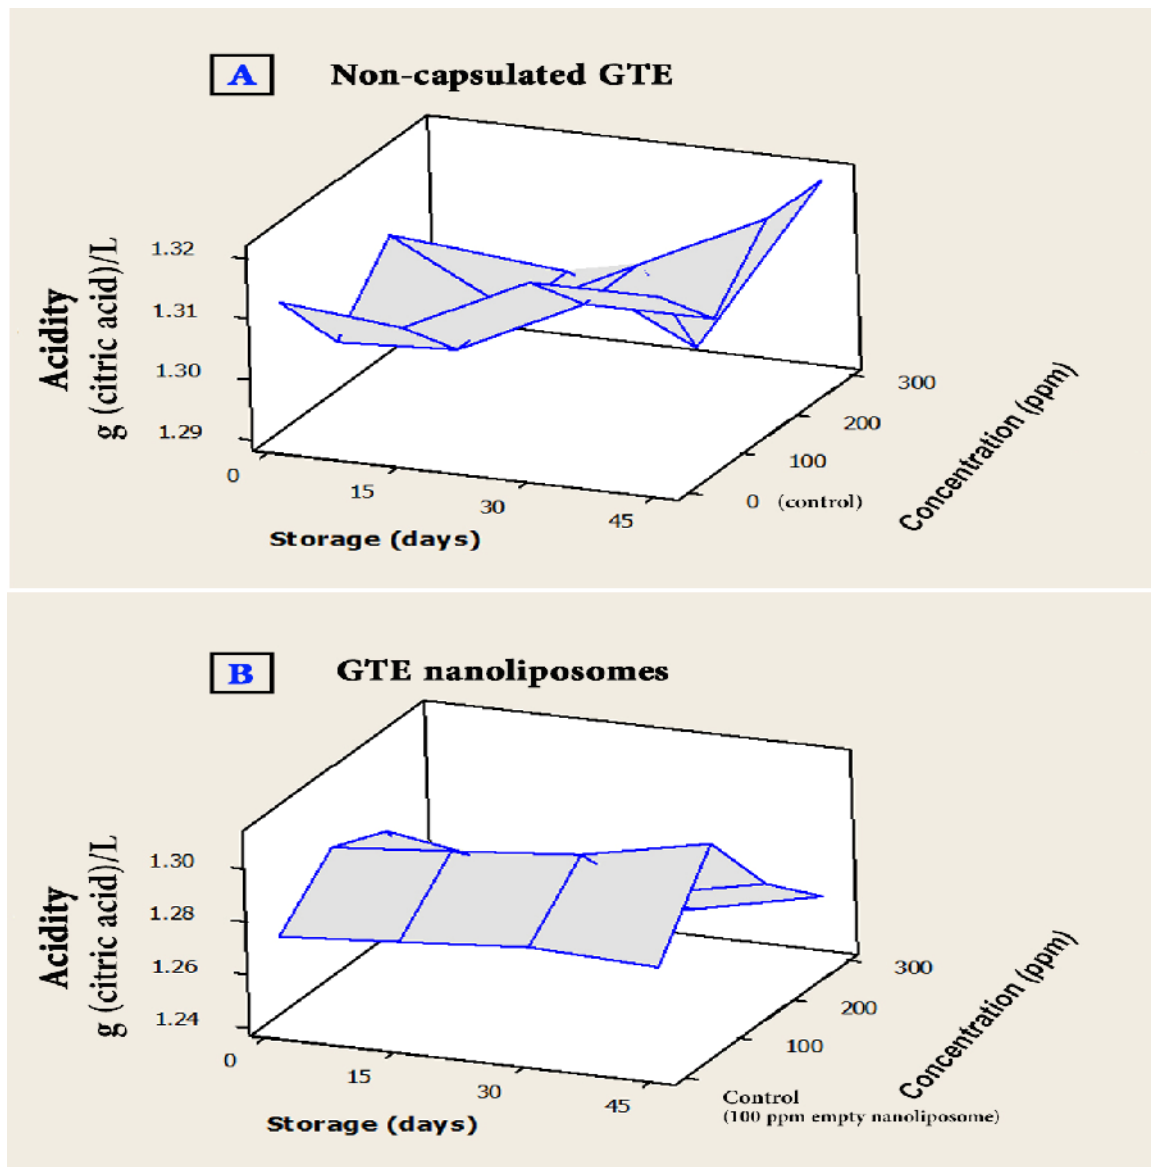 A Non-capsulated GTE
Acidity
g (citric acid)/L
1.32
1.31
1.30
1.29
0
15
30
45
Storage (days)
300
200
100
0 (control)
Concentration (ppm)
B GTE nanoliposomes
Acidity
g (citric acid)/L
1.30
1.28
1.26
1.24
0
15
30
45
Storage (days)
300
200
100
Control
(100 ppm empty nanoliposome)
Concentration (ppm)